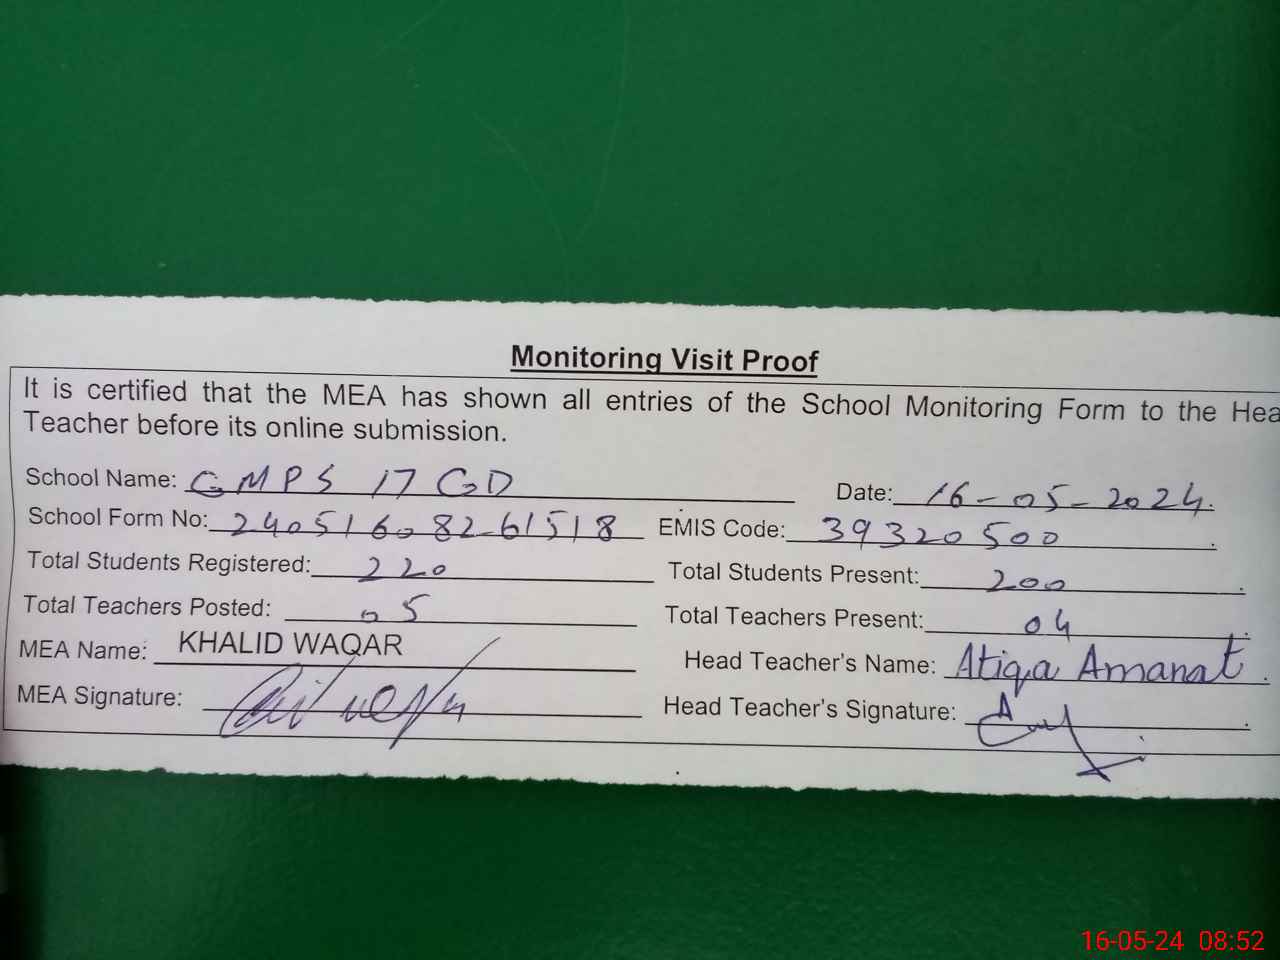 Monitoring Visit Proof
It is certified that the MEA has shown all entries of the School Monitoring Form to the Hea
Teacher before its online submission.
School Name: GMPS 17 GD Date: 16-05-2024.
School Form No: 24051608261518 EMIS Code: 39320500.
Total Students Registered: 220 Total Students Present: 200.
Total Teachers Posted: 05 Total Teachers Present: 04.
MEA Name: KHALID WAQAR Head Teacher's Name: Atiqa Amanat.
MEA Signature: Head Teacher's Signature:
16-05-24 08:52